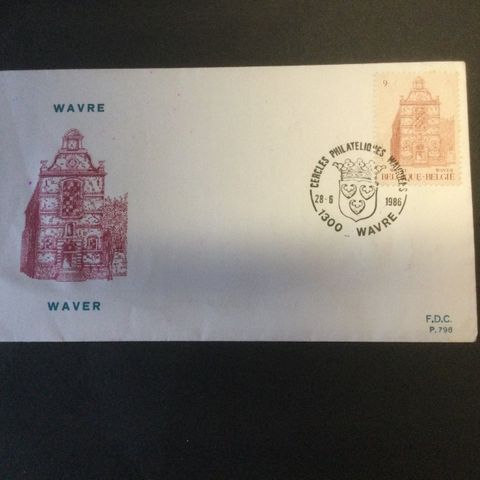 WAVRE
9
WAVER
BELGIQUE-BELGIË
CERCLES PHILATELIQUES
28-6 1986
1300 WAVRE
WAVER
F.D.C.
P. 796